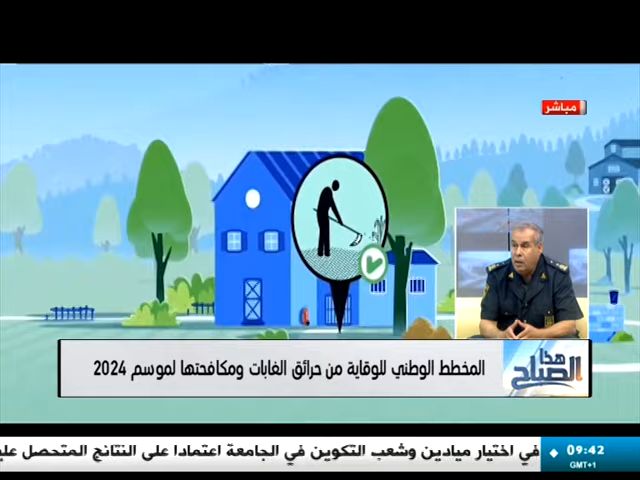 مباشر
المخطط الوطني للوقاية من حرائق الغابات ومكافحتها لموسم 2024
هذا
الصباح
في اختيار ميادين وشعب التكوين في الجامعة اعتمادا على النتائج المتحصل
09:42
GMT+1